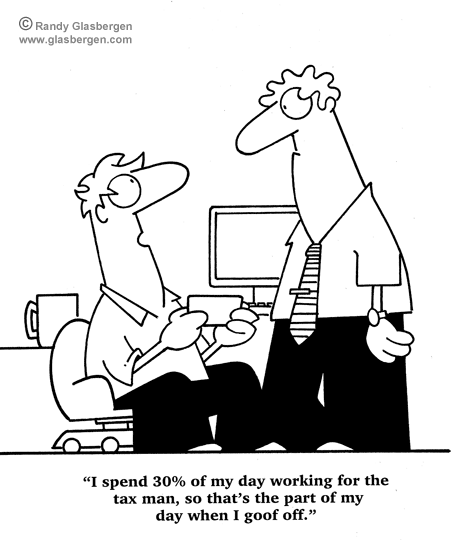 © Randy Glasbergen
www.glasbergen.com
“I spend 30% of my day working for the
tax man, so that’s the part of my
day when I goof off.”